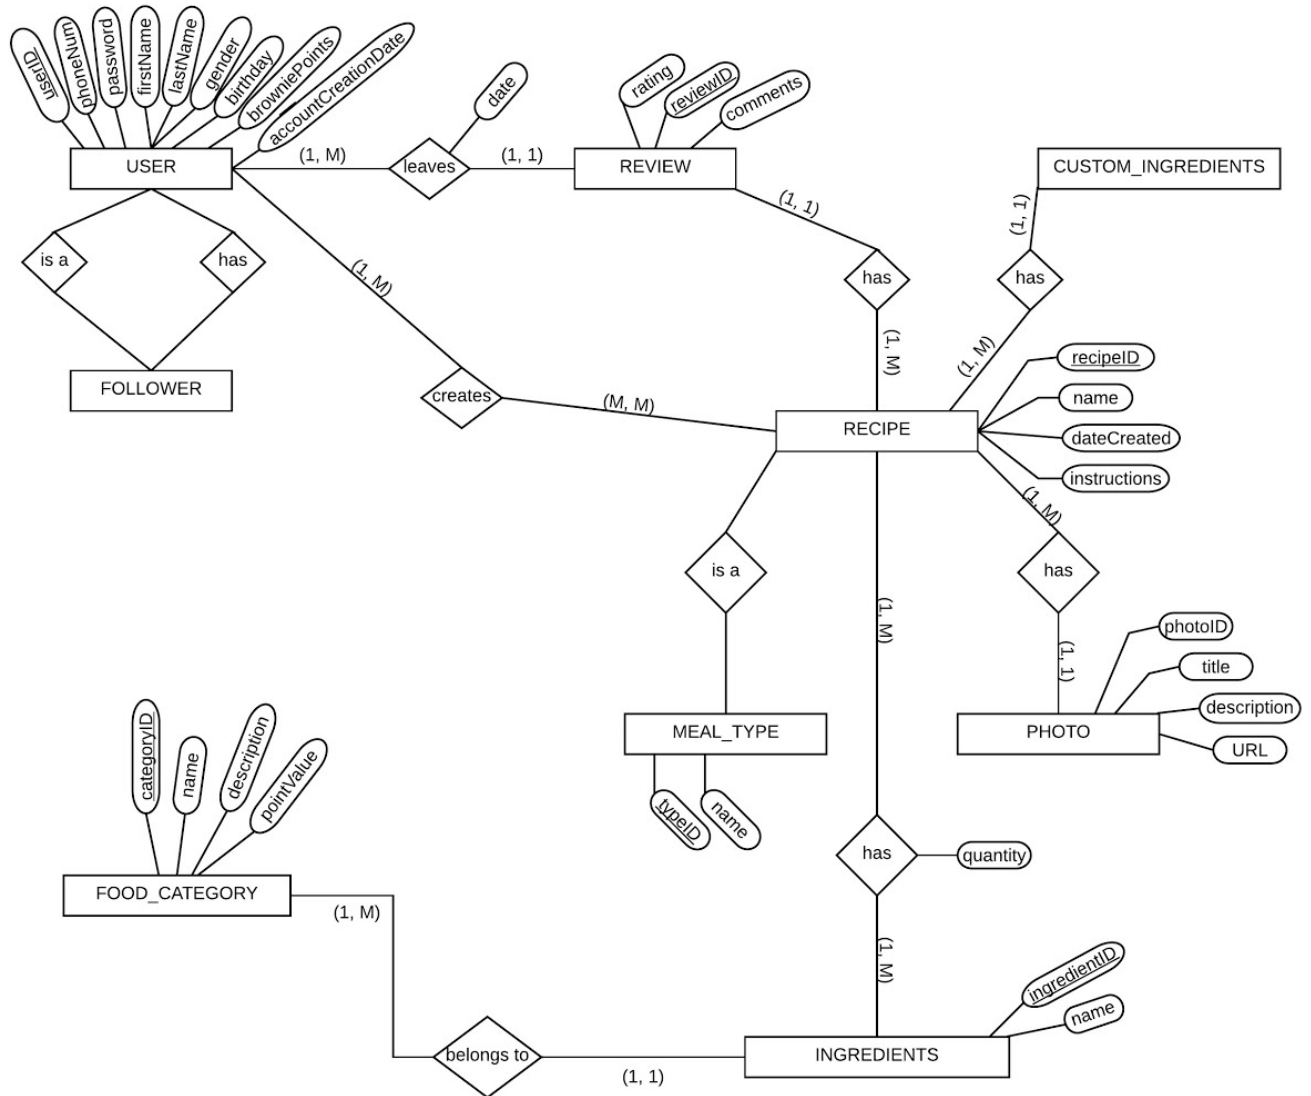 userID
phoneNum
password
firstName
lastName
gender
birthday
browniePoints
accountCreationDate
date
rating
reviewID
comments
USER
(1, M)
leaves
(1, 1)
REVIEW
CUSTOM_INGREDIENTS
(1, 1)
(1, 1)
is a
has
(1, M)
has
has
(1, M)
(1, M)
recipeID
FOLLOWER
creates
(M, M)
name
RECIPE
dateCreated
instructions
(1, M)
is a
has
(1, M)
photoID
(1, 1)
title
description
MEAL_TYPE
PHOTO
URL
categoryID
name
description
pointValue
typeID
name
has
quantity
FOOD_CATEGORY
(1, M)
(1, M)
ingredientID
name
belongs to
INGREDIENTS
(1, 1)